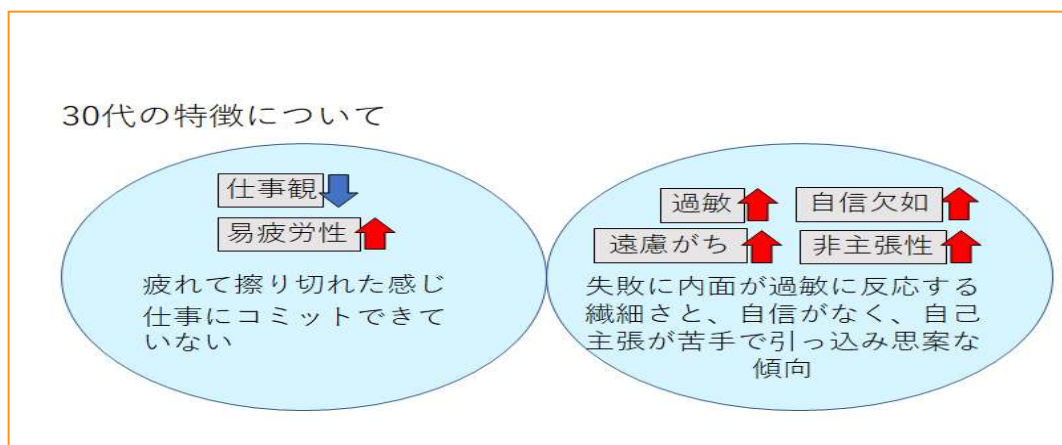 30代の特徴について
仕事観
易疲労性
疲れて擦り切れた感じ
仕事にコミットできて
いない
過敏
自信欠如
遠慮がち
非主張性
失敗に内面が過敏に反応する
繊細さと、自信がなく、自己
主張が苦手で引っ込み思案な
傾向